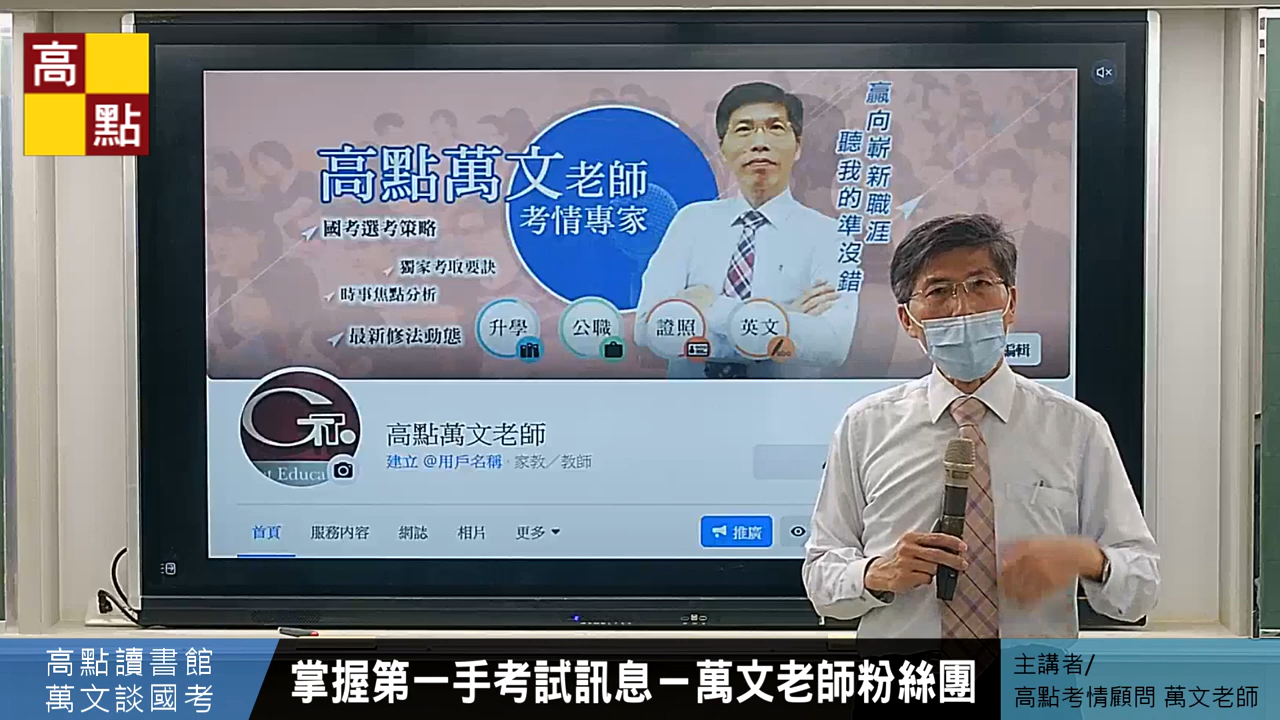 高
點
高點萬文老師
考情專家
贏向嶄新職涯
聽我的準沒錯
國考選考策略
獨家考取要訣
時事焦點分析
最新修法動態
升學
公職
證照
英文
編輯
高點萬文老師
建立 @用戶名稱 · 家教／教師
首頁 服務內容 網誌 相片 更多
推廣
高點讀書館
萬文談國考
掌握第一手考試訊息－萬文老師粉絲團
主講者/
高點考情顧問 萬文老師